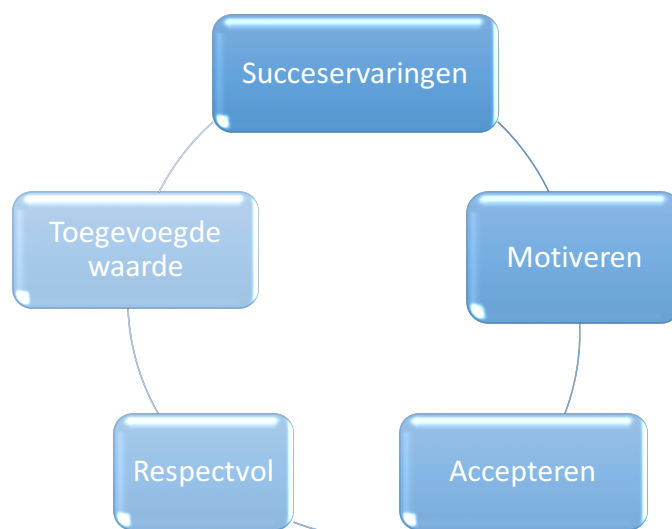 Succeservaringen
Toegevoegde
waarde
Motiveren
Respectvol
Accepteren